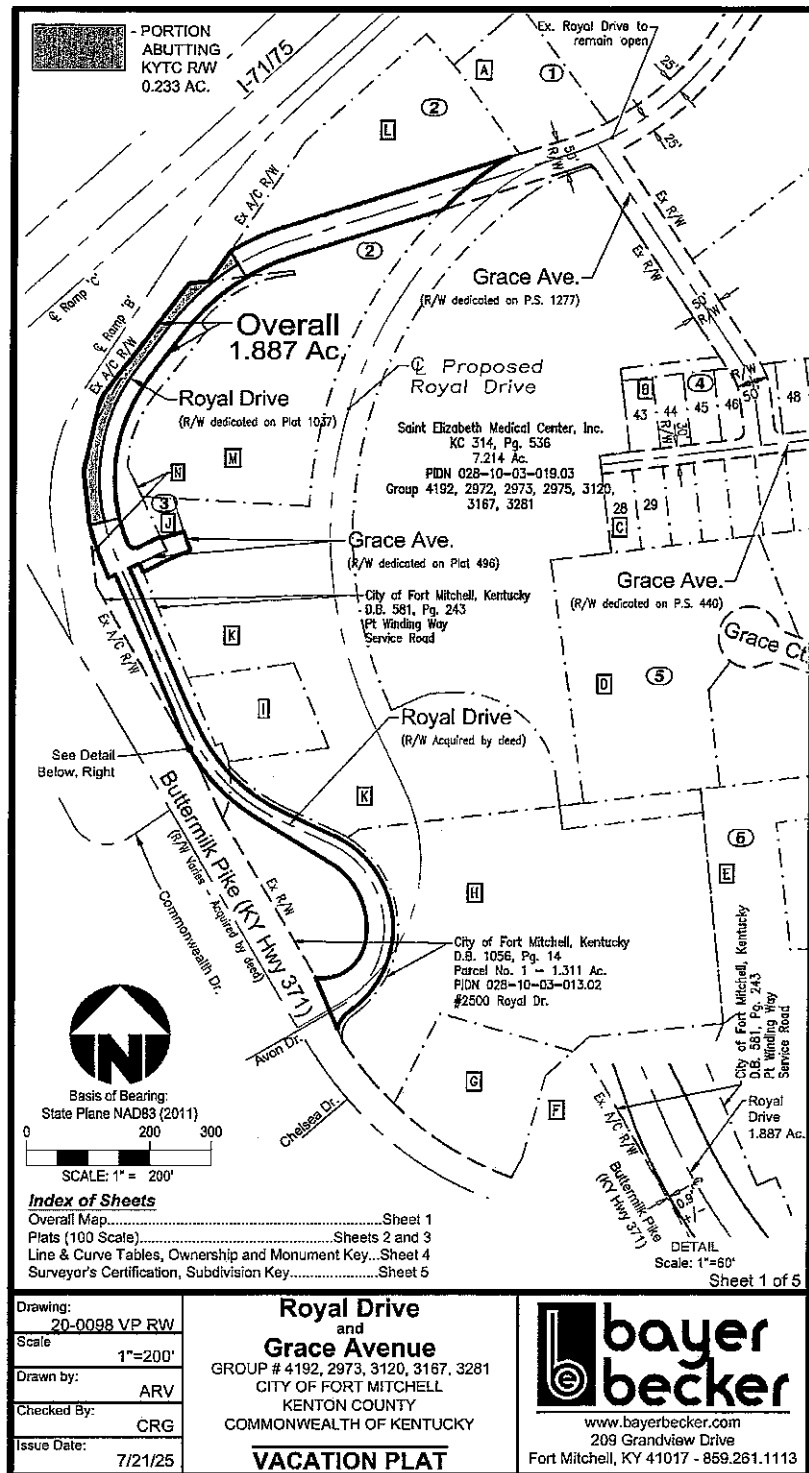 - PORTION
ABUTTING
KYTC R/W
0.233 AC.
I-71/75
Ex. Royal Drive to
remain open
25'
25'
A
1
2
L
50'
R/W
Ex A/C R/W
Ex R/W
Ex R/W
2
Grace Ave.
(R/W dedicated on P.S. 1277)
50'
R/W
℄ Ramp 'C'
℄ Ramp 'B'
Ex A/C R/W
Overall
1.887 Ac.
℄ Proposed
Royal Drive
Royal Drive
(R/W dedicated on Plat 1037)
R/W
50'
4
43
44
45
46
48
30'
R/W
Saint Elizabeth Medical Center, Inc.
KC 314, Pg. 536
7.214 Ac.
PIDN 028-10-03-019.03
Group 4192, 2972, 2973, 2975, 3120,
3167, 3281
M
N
3
J
28
29
C
Grace Ave.
(R/W dedicated on Plat 496)
Grace Ave.
(R/W dedicated on P.S. 440)
City of Fort Mitchell, Kentucky
D.B. 581, Pg. 243
Pt Winding Way
Service Road
Ex A/C R/W
K
Grace Ct.
D
5
I
Royal Drive
(R/W Acquired by deed)
See Detail
Below, Right
K
Buttermilk Pike (KY Hwy 371)
(R/W Varies - Acquired by deed)
Ex R/W
Commonwealth Dr.
6
E
H
City of Fort Mitchell, Kentucky
D.B. 1056, Pg. 14
Parcel No. 1 - 1.311 Ac.
PIDN 028-10-03-013.02
#2500 Royal Dr.
City of Fort Mitchell, Kentucky
D.B. 581, Pg. 243
Pt Winding Way
Service Road
Avon Dr.
Chelsea Dr.
G
F
Ex. A/C R/W
Royal
Drive
1.887 Ac.
Buttermilk Pike
(KY Hwy 371)
0.9'
DETAIL
Scale: 1"=60'
N
Basis of Bearing:
State Plane NAD83 (2011)
0 200 300
SCALE: 1" = 200'
Index of Sheets
Overall Map....................Sheet 1
Plats (100 Scale)....................Sheets 2 and 3
Line & Curve Tables, Ownership and Monument Key...Sheet 4
Surveyor's Certification, Subdivision Key....................Sheet 5
Sheet 1 of 5
Drawing:
20-0098 VP RW
Scale
1"=200'
Drawn by:
ARV
Checked By:
CRG
Issue Date:
7/21/25
Royal Drive
and
Grace Avenue
GROUP # 4192, 2973, 3120, 3167, 3281
CITY OF FORT MITCHELL
KENTON COUNTY
COMMONWEALTH OF KENTUCKY
VACATION PLAT
bayer
becker
www.bayerbecker.com
209 Grandview Drive
Fort Mitchell, KY 41017 - 859.261.1113